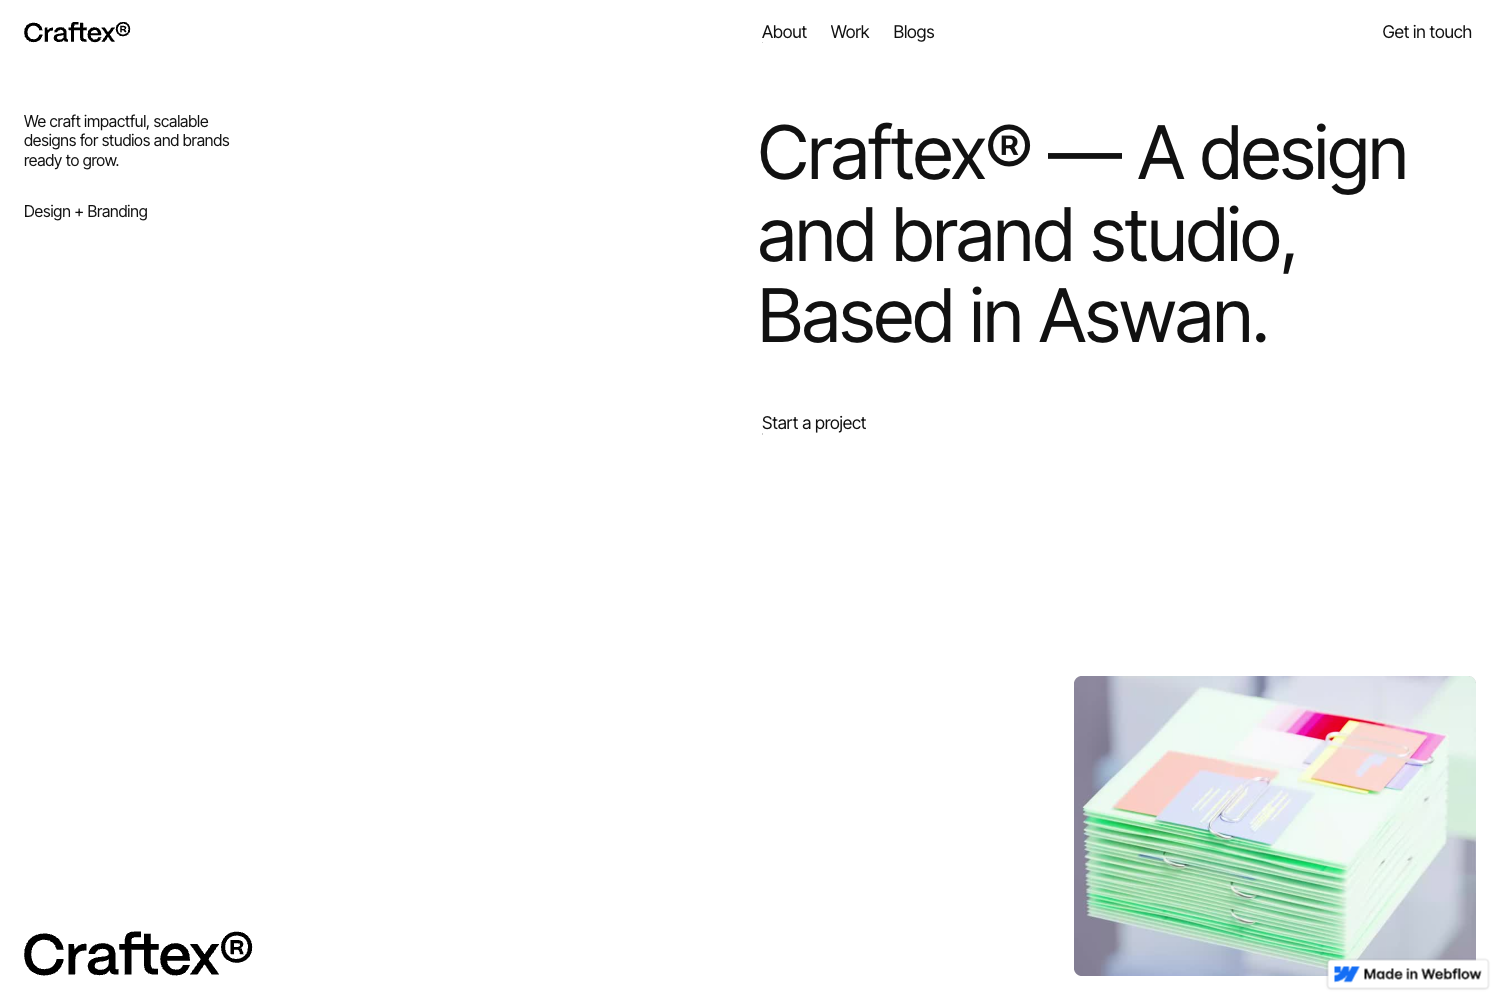 Craftex®
About
Work
Blogs
Get in touch
We craft impactful, scalable
designs for studios and brands
ready to grow.
Design + Branding
Craftex® — A design
and brand studio,
Based in Aswan.
Start a project
Craftex®
Made in Webflow